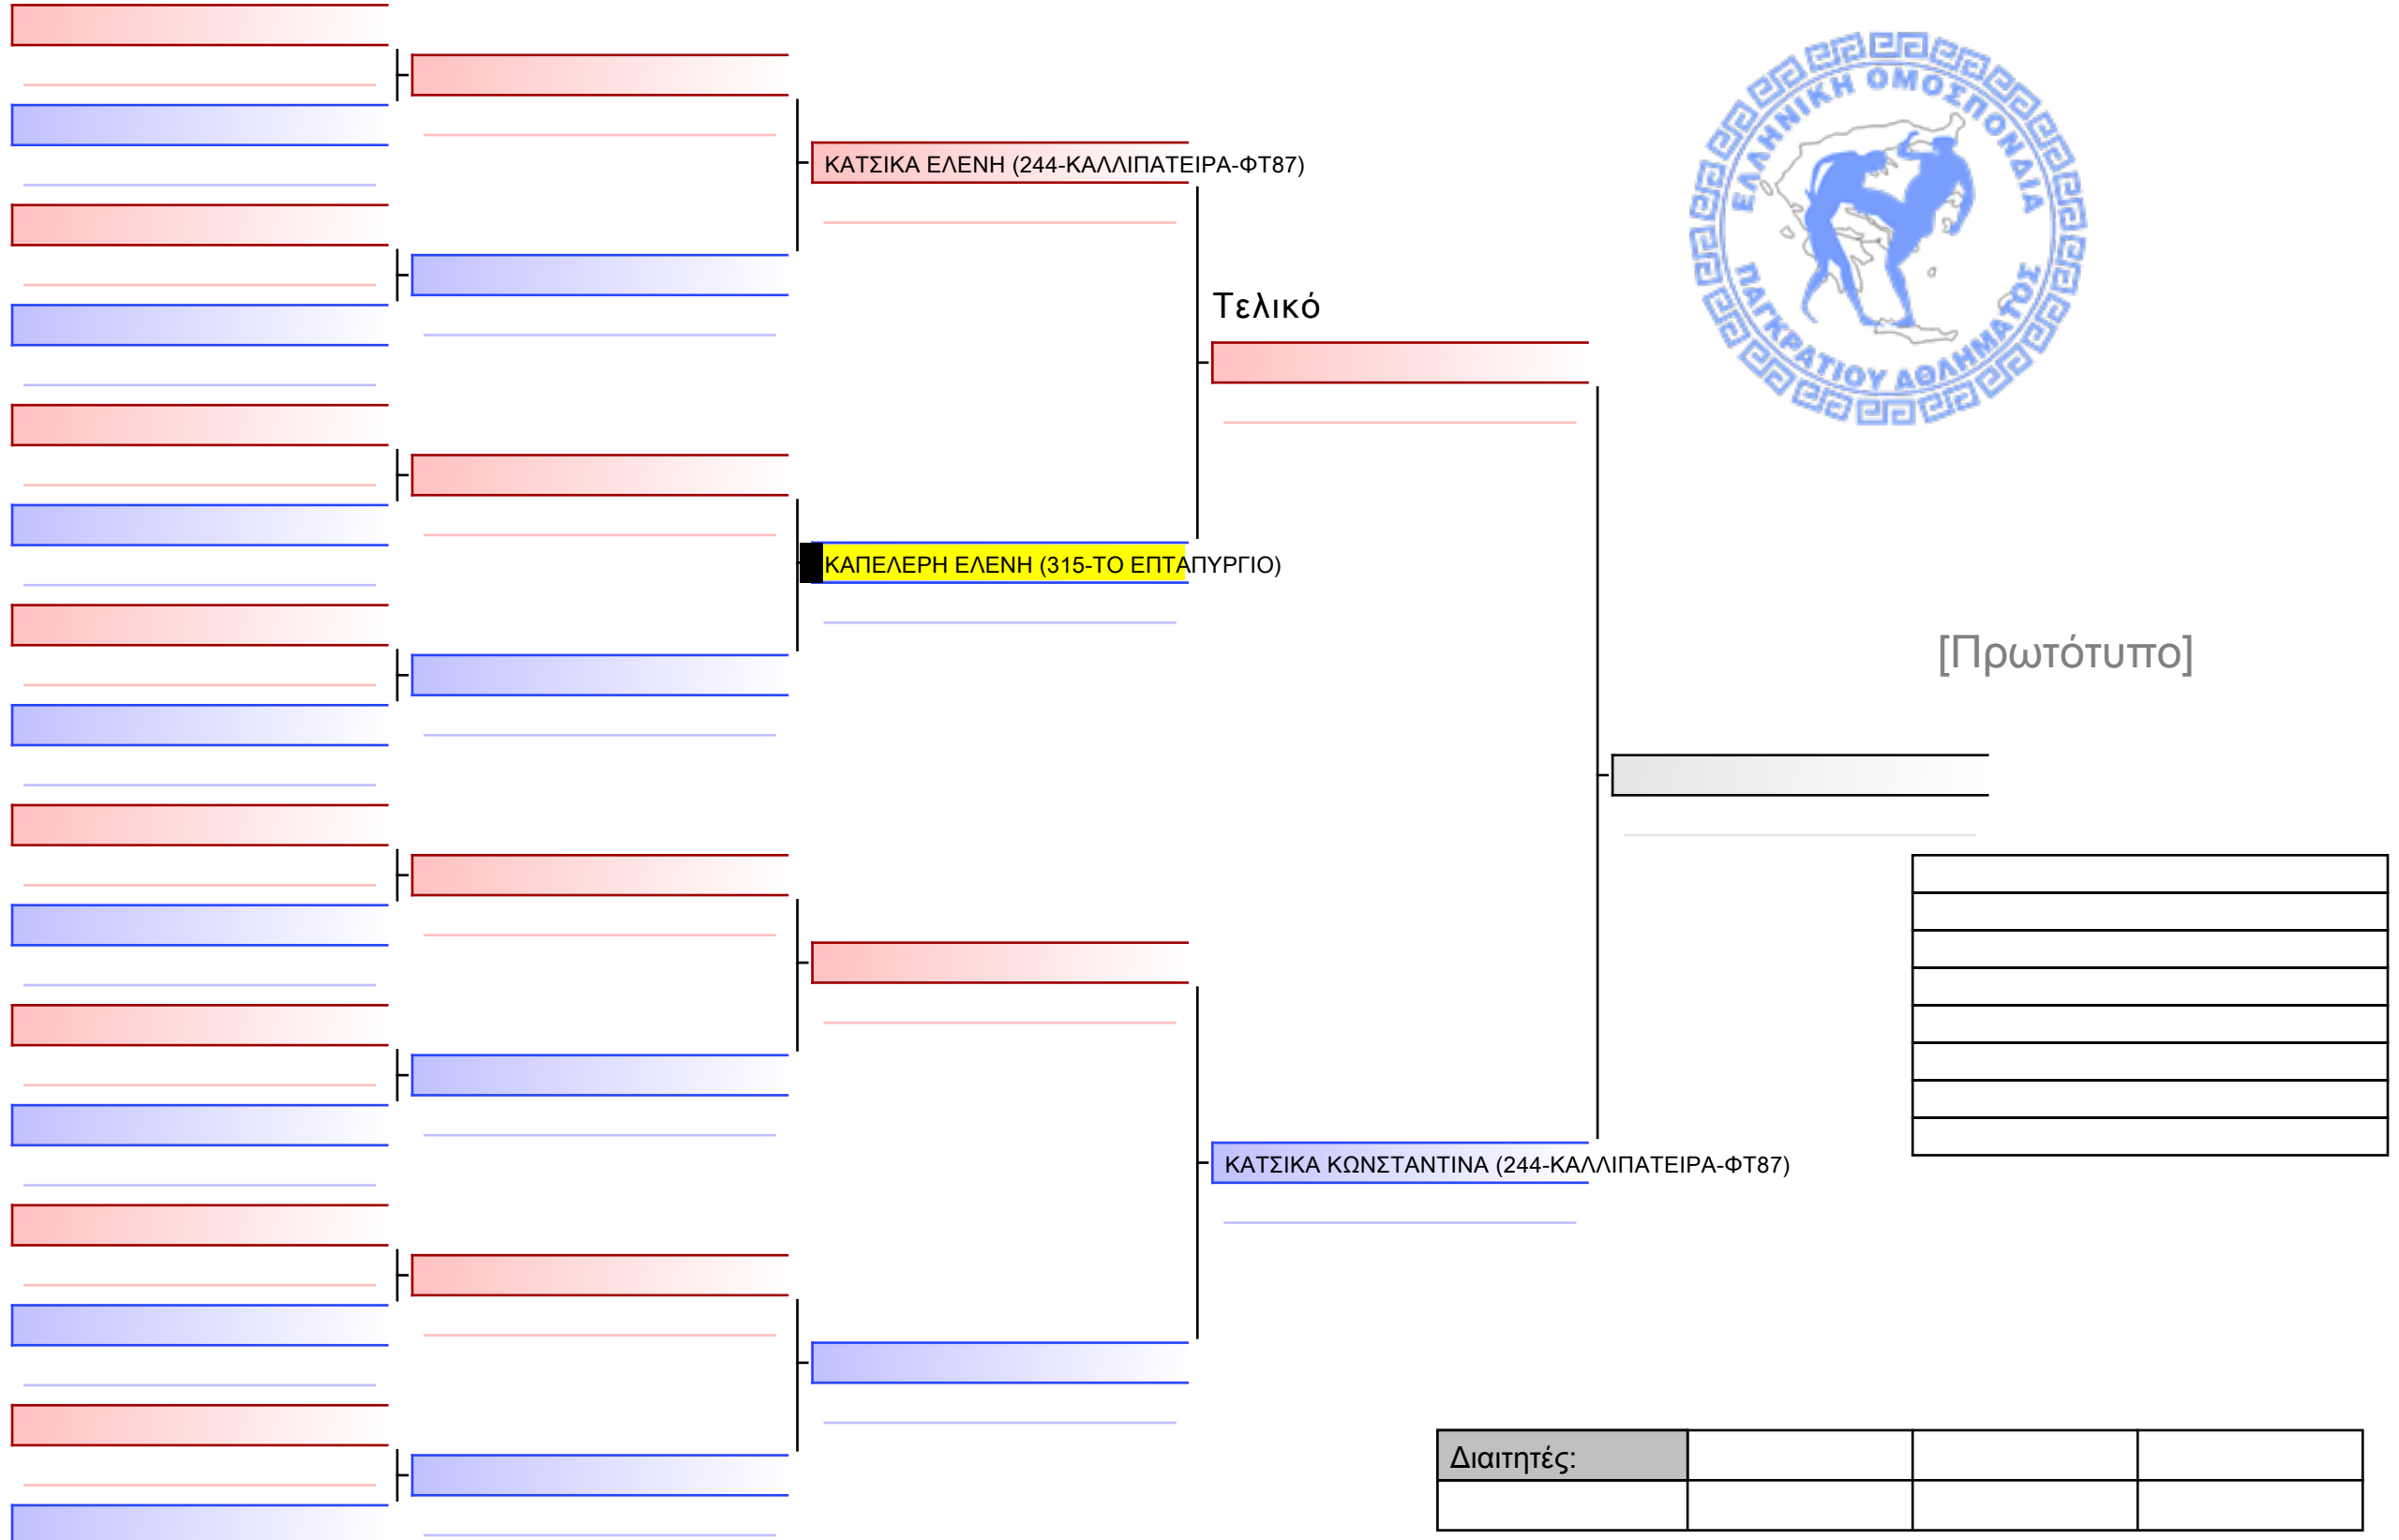 ΕΛΛΗΝΙΚΗ ΟΜΟΣΠΟΝΔΙΑ
ΠΑΓΚΡΑΤΙΟΥ ΑΘΛΗΜΑΤΟΣ
ΚΑΤΣΙΚΑ ΕΛΕΝΗ (244-ΚΑΛΛΙΠΑΤΕΙΡΑ-ΦΤ87)
Τελικό
ΚΑΠΕΛΕΡΗ ΕΛΕΝΗ (315-ΤΟ ΕΠΤΑΠΥΡΓΙΟ)
[Πρωτότυπο]
ΚΑΤΣΙΚΑ ΚΩΝΣΤΑΝΤΙΝΑ (244-ΚΑΛΛΙΠΑΤΕΙΡΑ-ΦΤ87)
Διαιτητές: